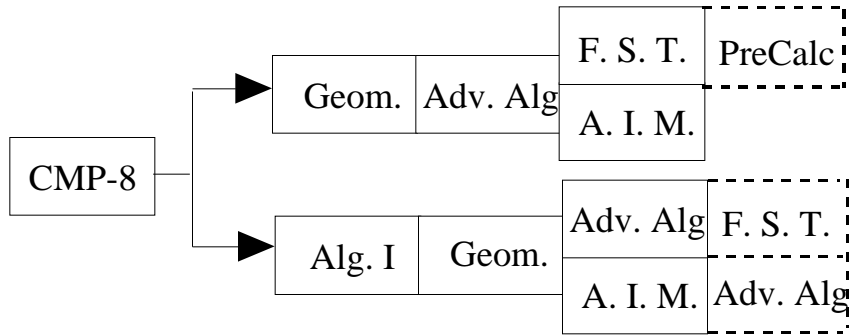 F. S. T. PreCalc
Geom. Adv. Alg
A. I. M.
CMP-8
Adv. Alg F. S. T.
Alg. I Geom.
A. I. M. Adv. Alg